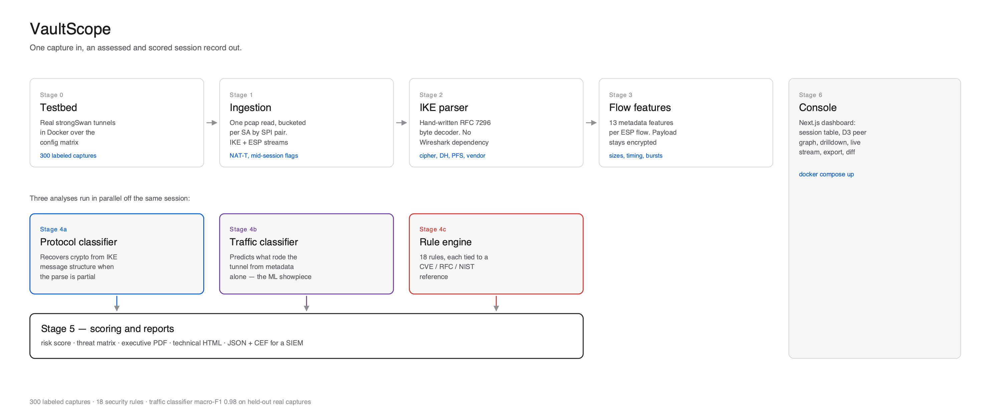 VaultScope
One capture in, an assessed and scored session record out.
Stage 0
Testbed
Real strongSwan tunnels
in Docker over the
config matrix
300 labeled captures
Stage 1
Ingestion
One pcap read, bucketed
per SA by SPI pair.
IKE + ESP streams
NAT-T, mid-session flags
Stage 2
IKE parser
Hand-written RFC 7296
byte decoder. No
Wireshark dependency
cipher, DH, PFS, vendor
Stage 3
Flow features
13 metadata features
per ESP flow. Payload
stays encrypted
sizes, timing, bursts
Stage 6
Console
Next.js dashboard:
session table, D3 peer
graph, drilldown, live
stream, export, diff
docker compose up
Three analyses run in parallel off the same session:
Stage 4a
Protocol classifier
Recovers crypto from IKE
message structure when
the parse is partial
Stage 4b
Traffic classifier
Predicts what rode the
tunnel from metadata
alone — the ML showpiece
Stage 4c
Rule engine
18 rules, each tied to a
CVE / RFC / NIST
reference
Stage 5 — scoring and reports
risk score · threat matrix · executive PDF · technical HTML · JSON + CEF for a SIEM
300 labeled captures · 18 security rules · traffic classifier macro-F1 0.98 on held-out real captures